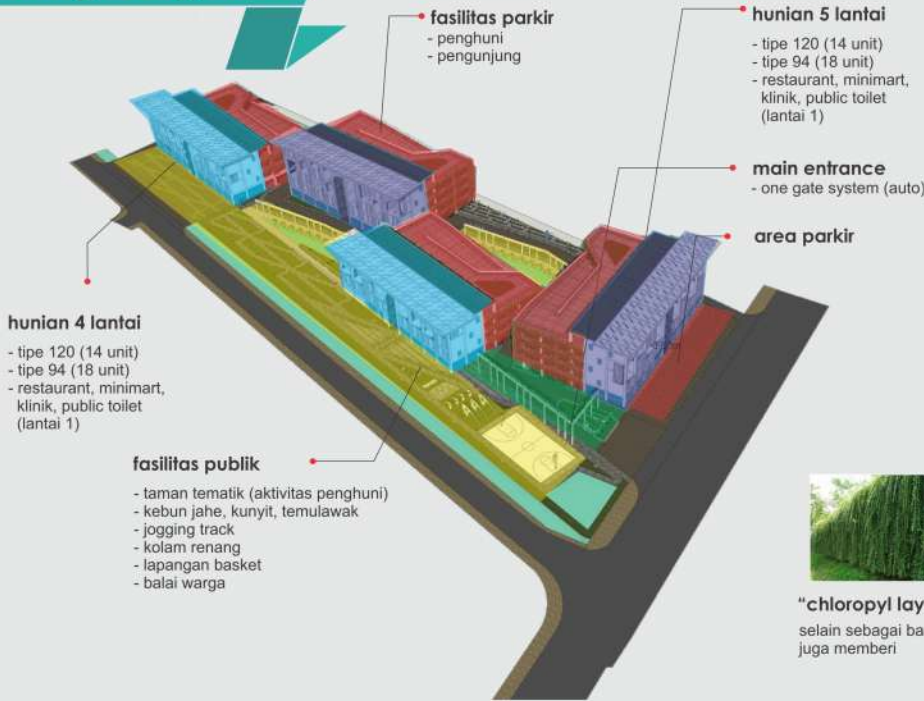 fasilitas parkir
- penghuni
- pengunjung
hunian 5 lantai
- tipe 120 (14 unit)
- tipe 94 (18 unit)
- restaurant, minimart,
klinik, public toilet
(lantai 1)
main entrance
- one gate system (auto)
area parkir
hunian 4 lantai
- tipe 120 (14 unit)
- tipe 94 (18 unit)
- restaurant, minimart,
klinik, public toilet
(lantai 1)
fasilitas publik
- taman tematik (aktivitas penghuni)
- kebun jahe, kunyit, temulawak
- jogging track
- kolam renang
- lapangan basket
- balai warga
"chloropyl lay
selain sebagai ba
juga memberi